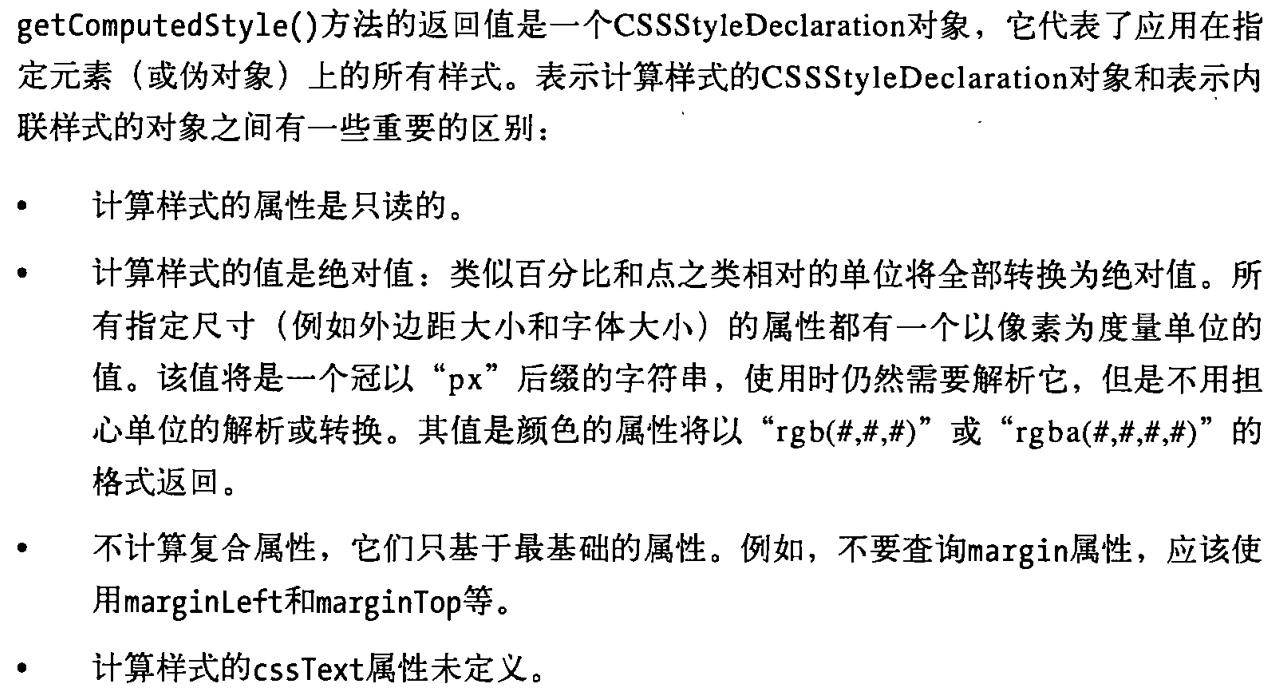 getComputedStyle()方法的返回值是一个CSSStyleDeclaration对象，它代表了应用在指
定元素（或伪对象）上的所有样式。表示计算样式的CSSStyleDeclaration对象和表示内
联样式的对象之间有一些重要的区别：
• 计算样式的属性是只读的。
• 计算样式的值是绝对值：类似百分比和点之类相对的单位将全部转换为绝对值。所
有指定尺寸（例如外边距大小和字体大小）的属性都有一个以像素为度量单位的
值。该值将是一个冠以“px”后缀的字符串，使用时仍然需要解析它，但是不用担
心单位的解析或转换。其值是颜色的属性将以“rgb(#,#,#)”或“rgba(#,#,#,#)”的
格式返回。
• 不计算复合属性，它们只基于最基础的属性。例如，不要查询margin属性，应该使
用marginLeft和marginTop等。
• 计算样式的cssText属性未定义。